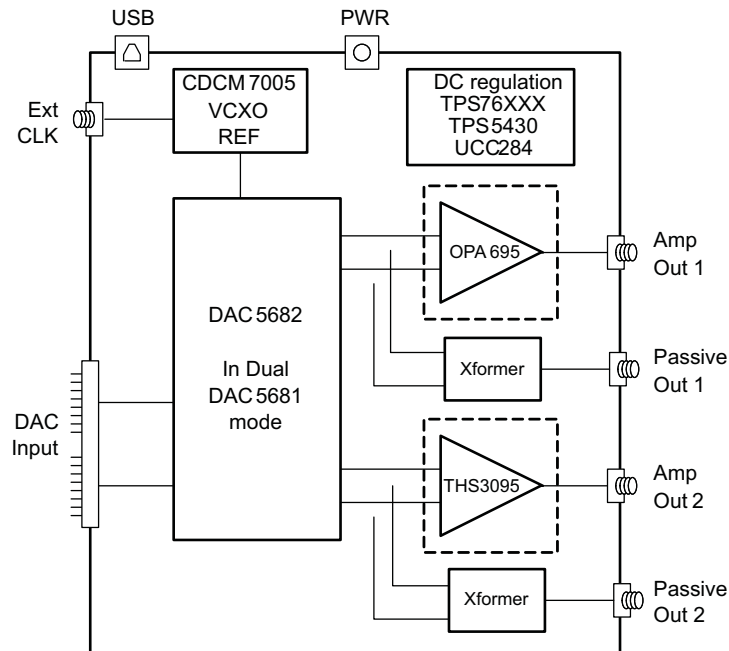 USB
PWR
Ext
CLK
CDCM7005
VCXO
REF
DC regulation
TPS76XXX
TPS5430
UCC284
DAC5682
In Dual
DAC5681
mode
DAC
Input
OPA695
Amp
Out 1
Xformer
Passive
Out 1
THS3095
Amp
Out 2
Xformer
Passive
Out 2